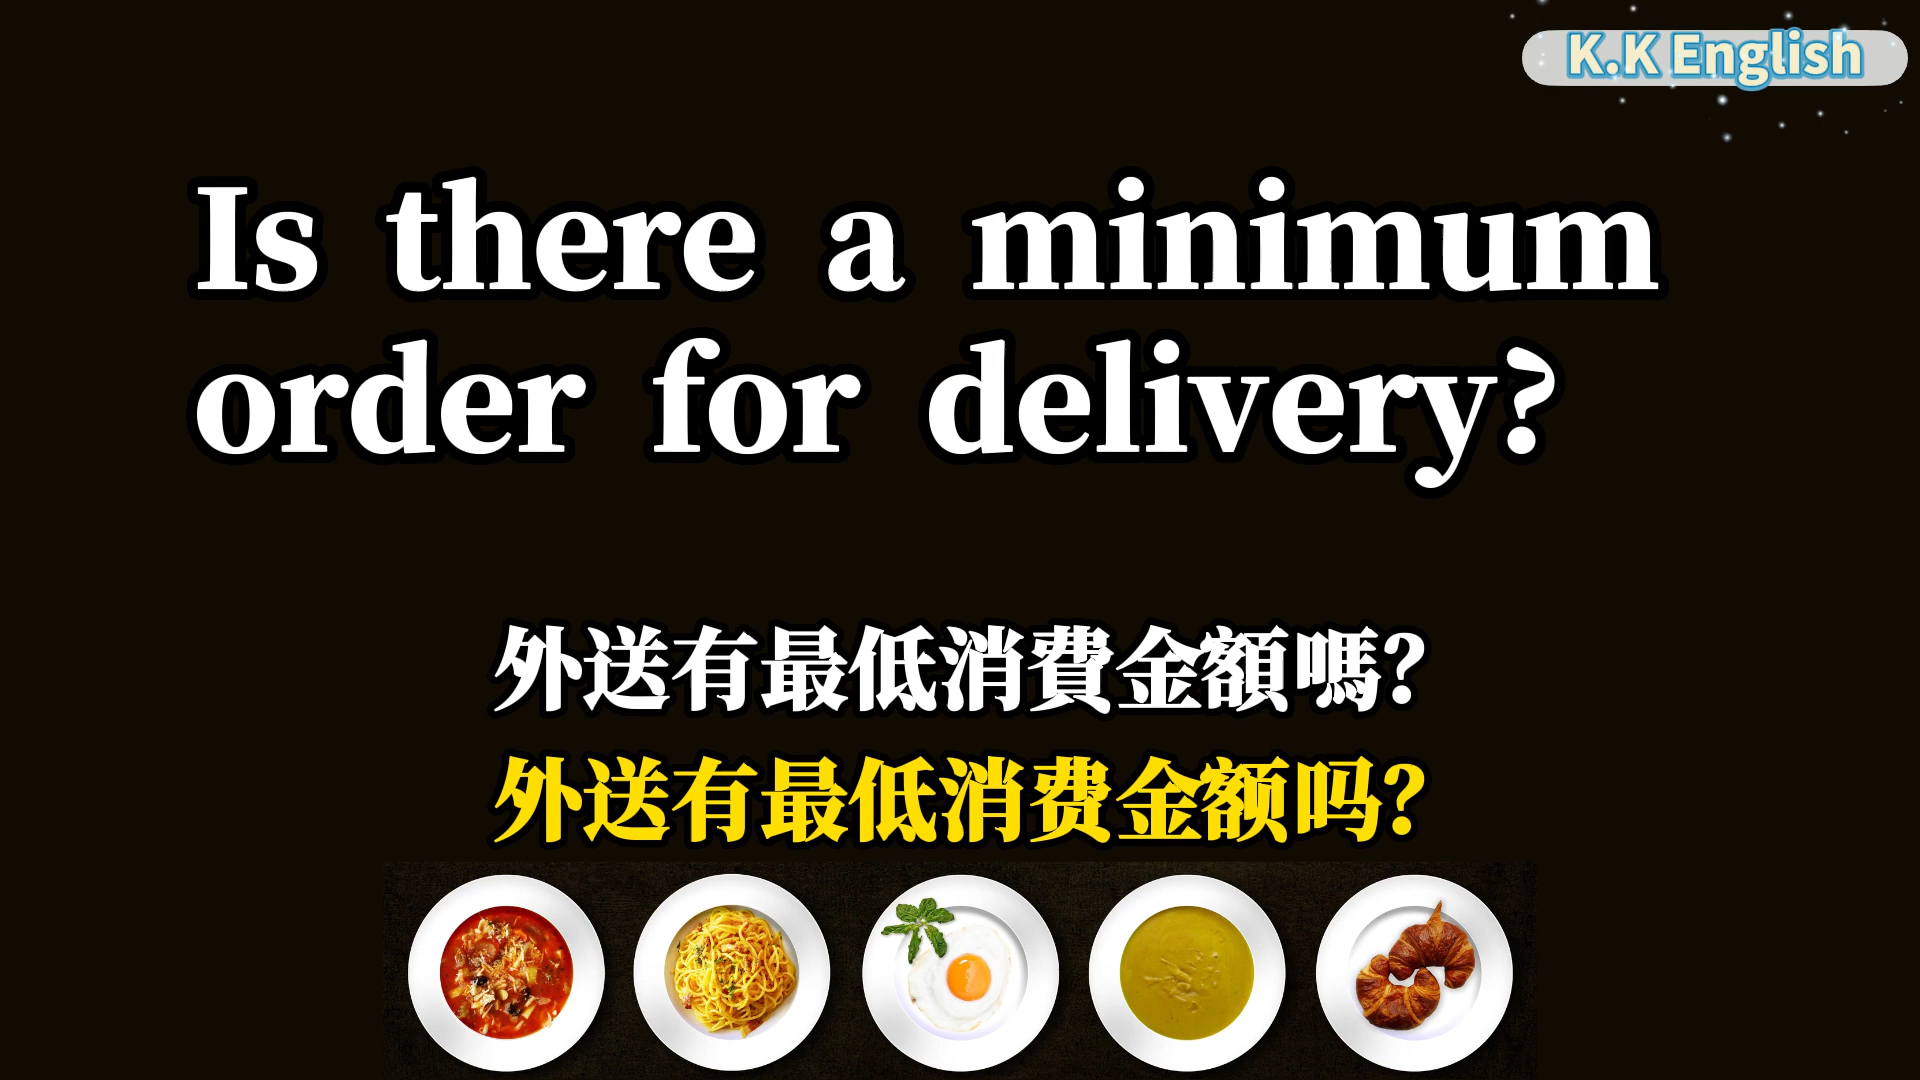 K.K English
Is there a minimum
order for delivery?
外送有最低消費金額嗎?
外送有最低消费金额吗?